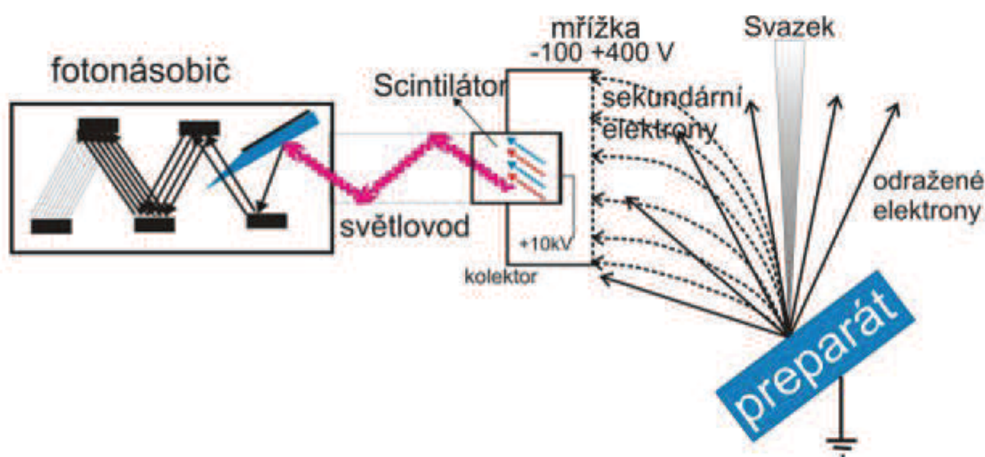 mřížka
-100 +400 V
Svazek
fotonásobič
Scintilátor
sekundární
elektrony
odražené
elektrony
světlovod
+10kV
kolektor
preparát